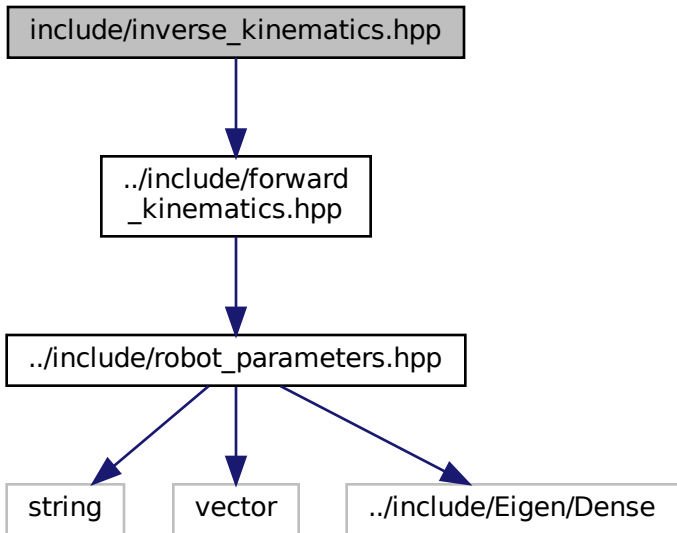 include/inverse_kinematics.hpp
../include/forward
_kinematics.hpp
../include/robot_parameters.hpp
string
vector
../include/Eigen/Dense